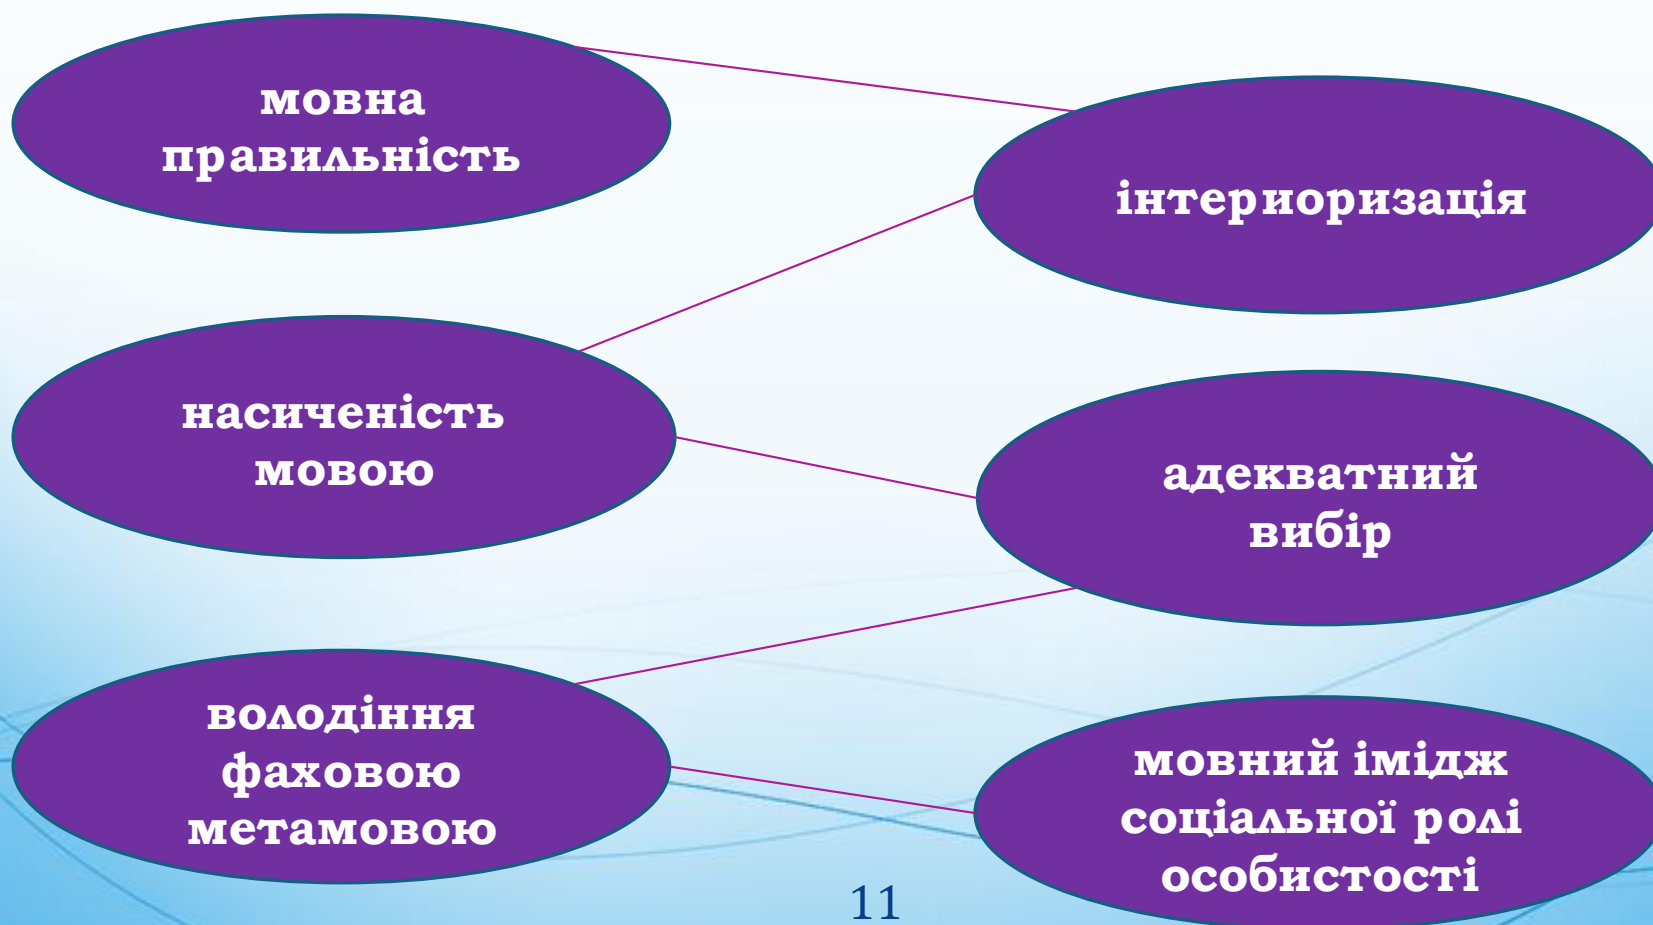 мовна
правильність
інтериоризація
насиченість
мовою
адекватний
вибір
володіння
фаховою
метамовою
мовний імідж
соціальної ролі
особистості
11